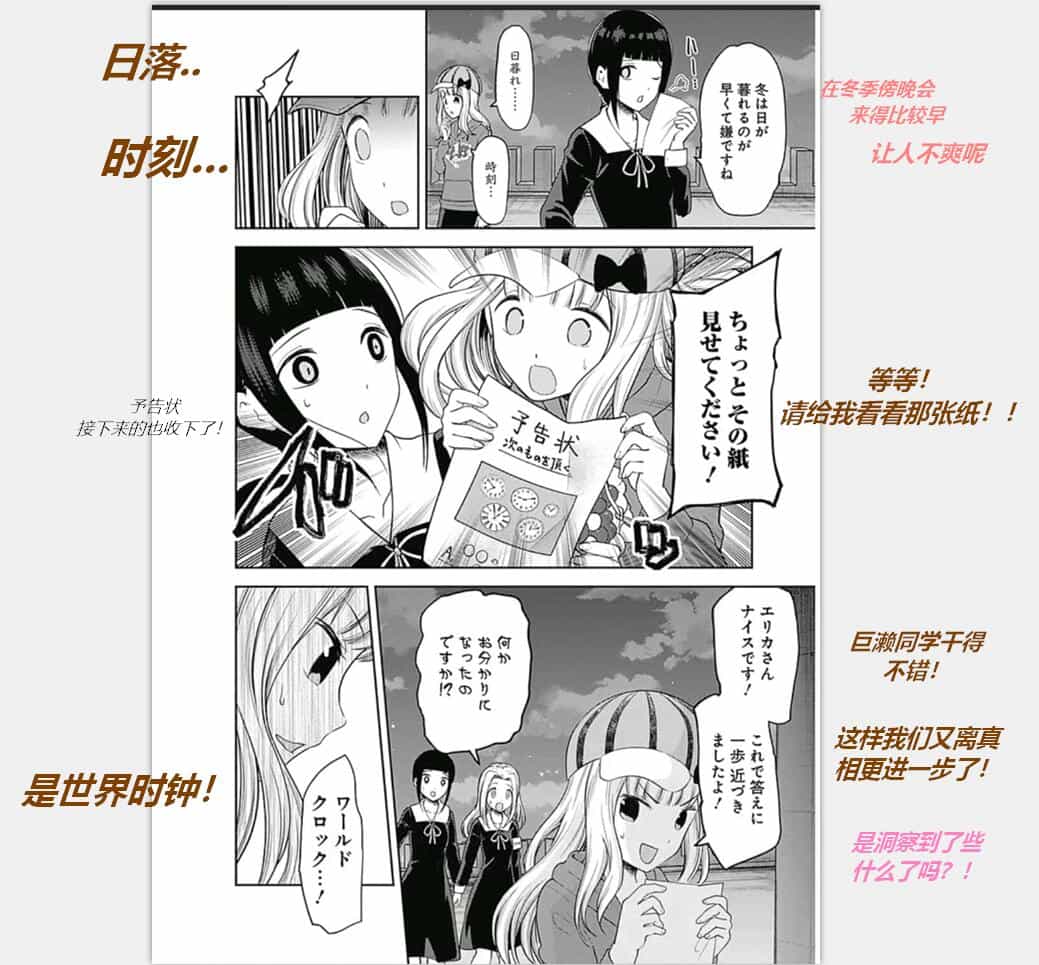 日落..
时刻...
ハー…
冬は日が
暮れるのが
早くて嫌ですね
日暮れ……
時刻…
在冬季傍晚会
来得比较早
让人不爽呢
ちょっと その紙
見せてください！
予告状
次のものを頂く
予告状
接下来的也收下了!
等等！
请给我看看那张纸！！
エリカさん
ナイスです！
これで答えに
一歩近づき
ましたよ！
何か
お分かりに
なったの
ですか!?
ワールド
クロック…！
巨濑同学干得
不错！
这样我们又离真
相更进一步了!
是世界时钟！
是洞察到了些
什么了吗？！